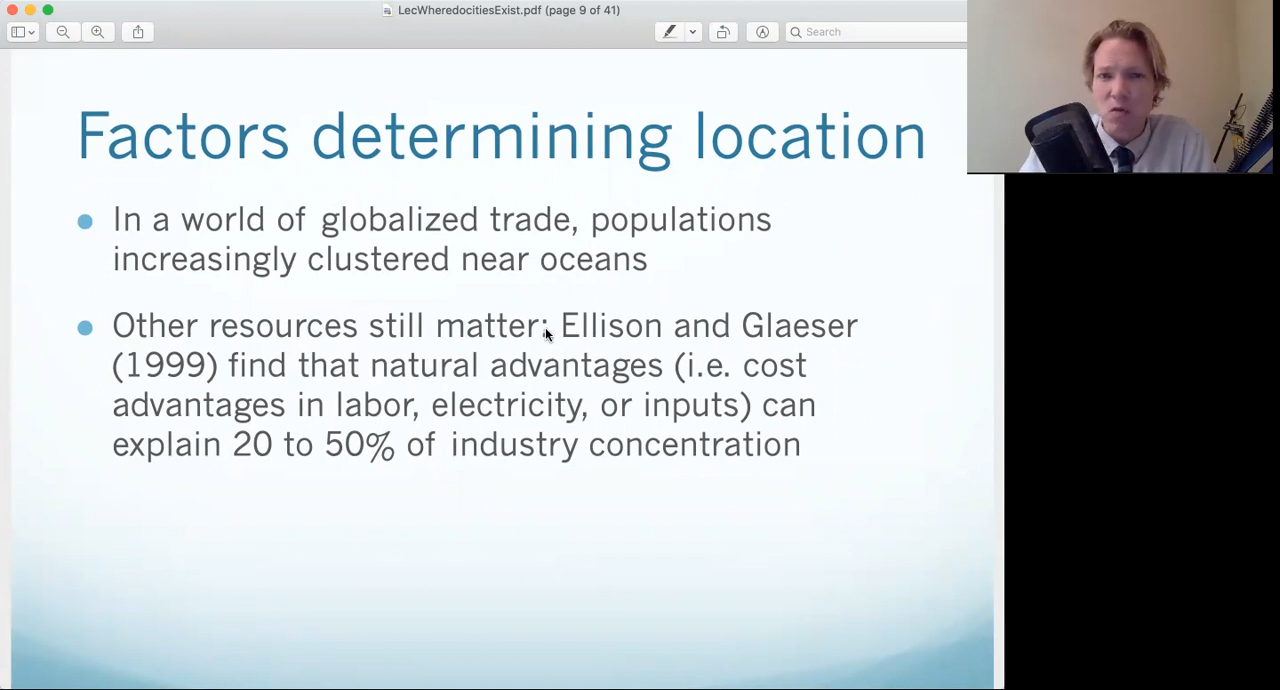 LecWheredocitiesExist.pdf (page 9 of 41)
Search
Factors determining location
In a world of globalized trade, populations
increasingly clustered near oceans
Other resources still matter: Ellison and Glaeser
(1999) find that natural advantages (i.e. cost
advantages in labor, electricity, or inputs) can
explain 20 to 50% of industry concentration